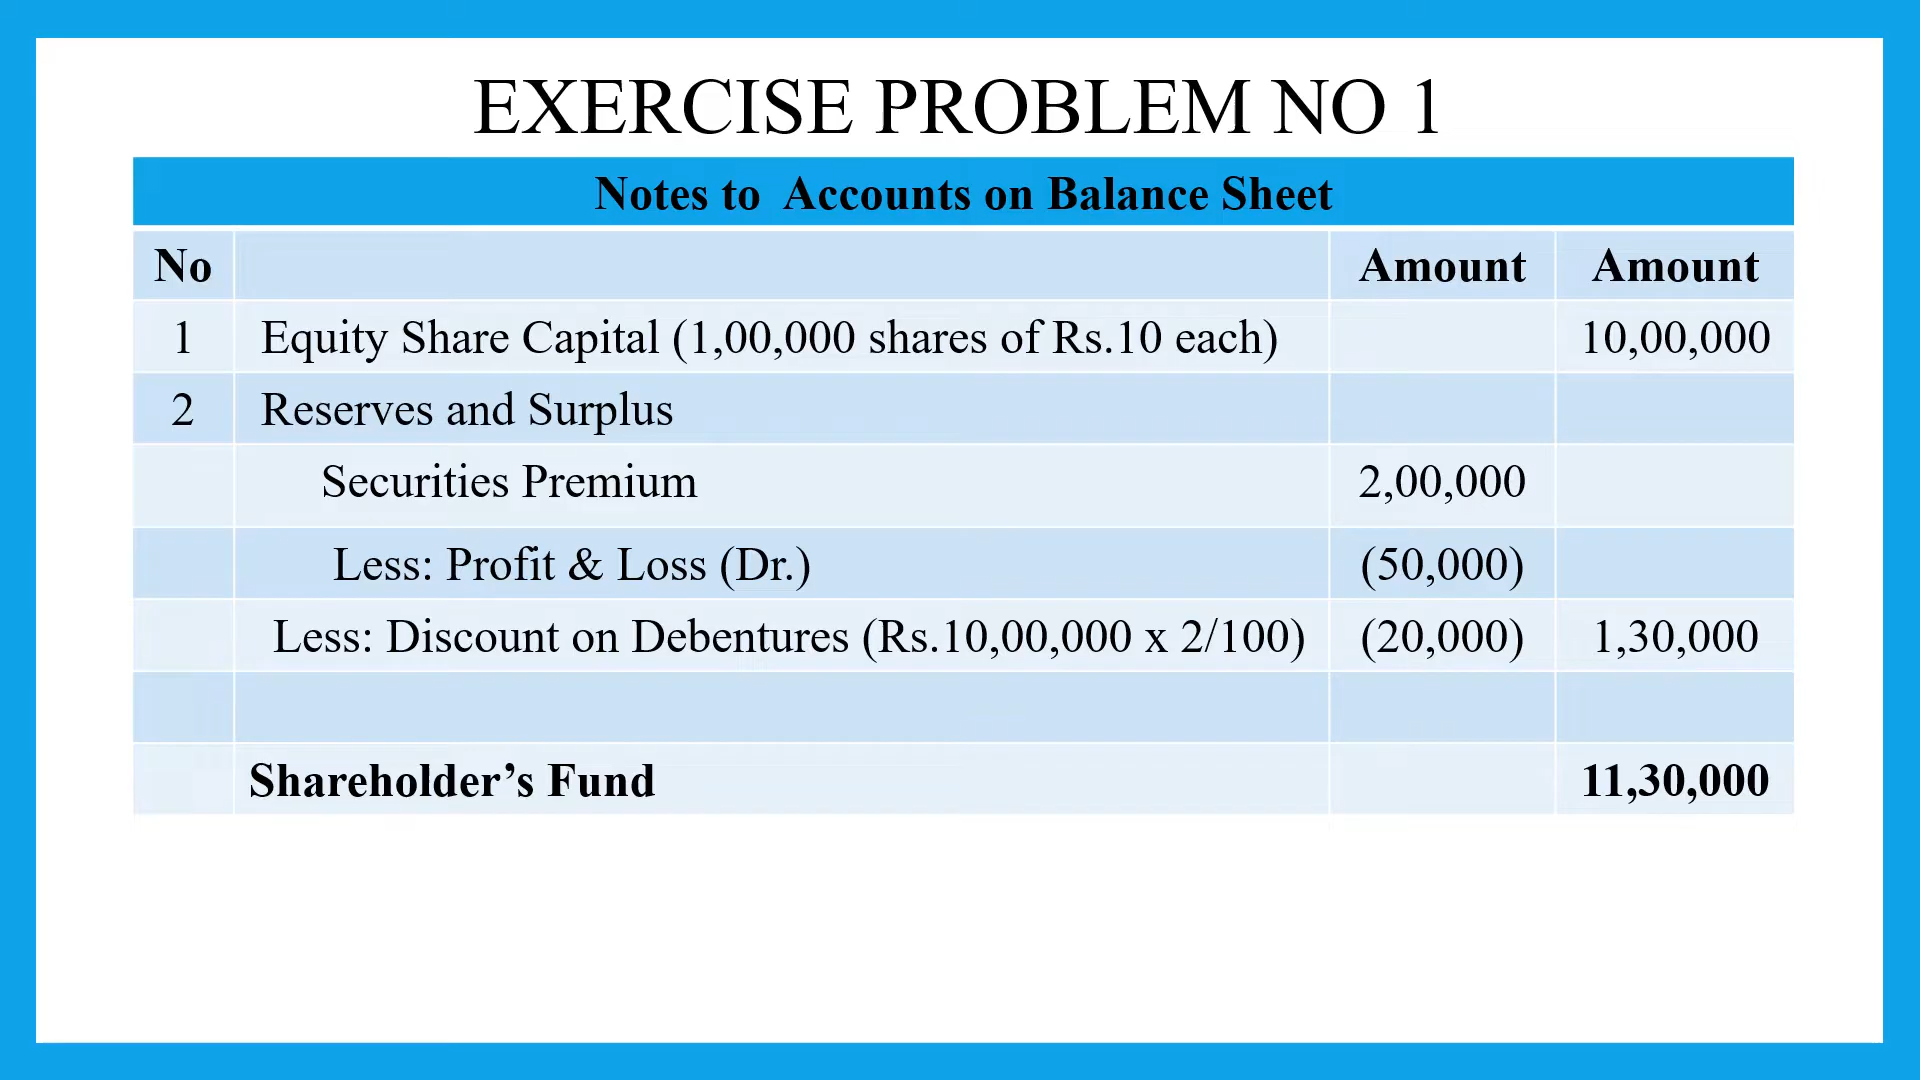 EXERCISE PROBLEM NO 1
Notes to Accounts on Balance Sheet
No Amount Amount
1 Equity Share Capital (1,00,000 shares of Rs.10 each) 10,00,000
2 Reserves and Surplus
Securities Premium 2,00,000
Less: Profit & Loss (Dr.) (50,000)
Less: Discount on Debentures (Rs.10,00,000 x 2/100) (20,000) 1,30,000
Shareholder’s Fund 11,30,000